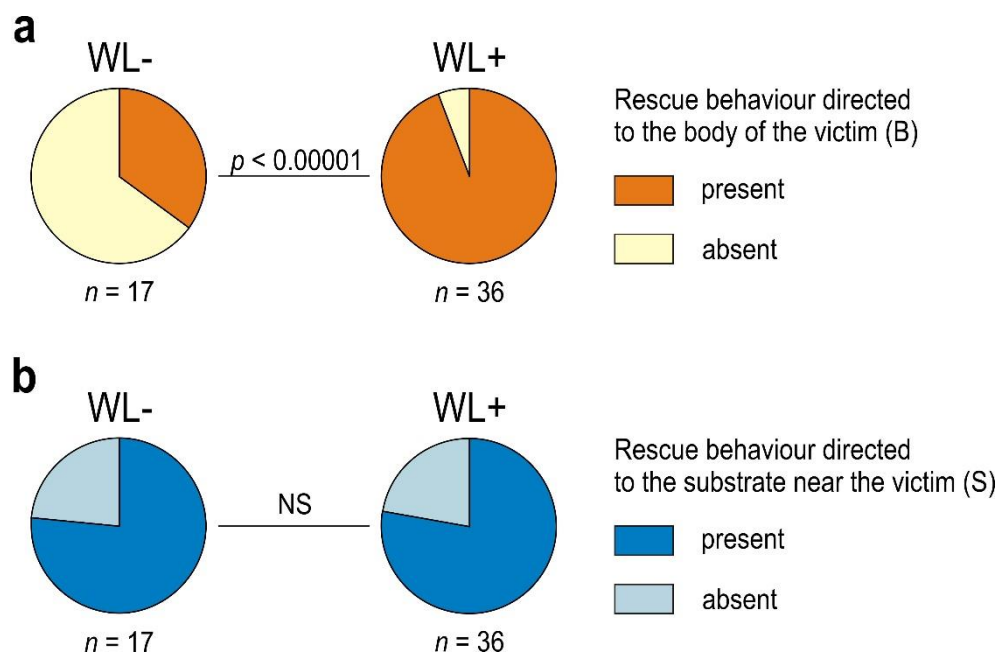 a
WL-
WL+
p < 0.00001
n = 17
n = 36
Rescue behaviour directed
to the body of the victim (B)
present
absent
b
WL-
WL+
NS
n = 17
n = 36
Rescue behaviour directed
to the substrate near the victim (S)
present
absent